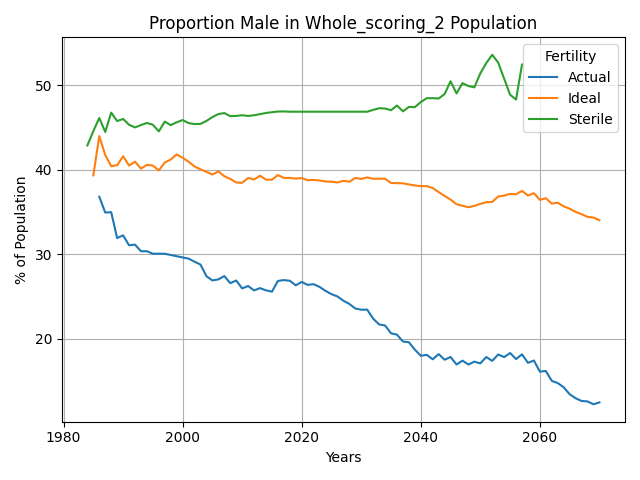 Proportion Male in Whole_scoring_2 Population
Fertility
Actual
Ideal
Sterile
% of Population
50
40
30
20
1980
2000
2020
2040
2060
Years